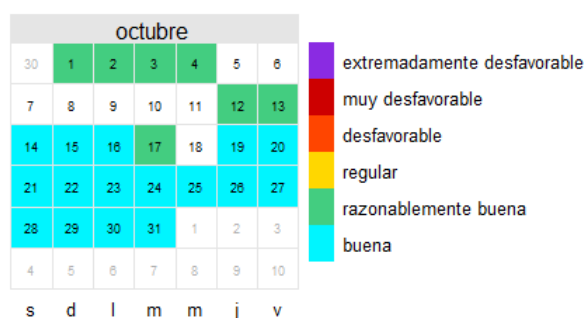 octubre
30 1 2 3 4 5 6
7 8 9 10 11 12 13
14 15 16 17 18 19 20
21 22 23 24 25 26 27
28 29 30 31 1 2 3
4 5 6 7 8 9 10
s d l m m j v
extremadamente desfavorable
muy desfavorable
desfavorable
regular
razonablemente buena
buena